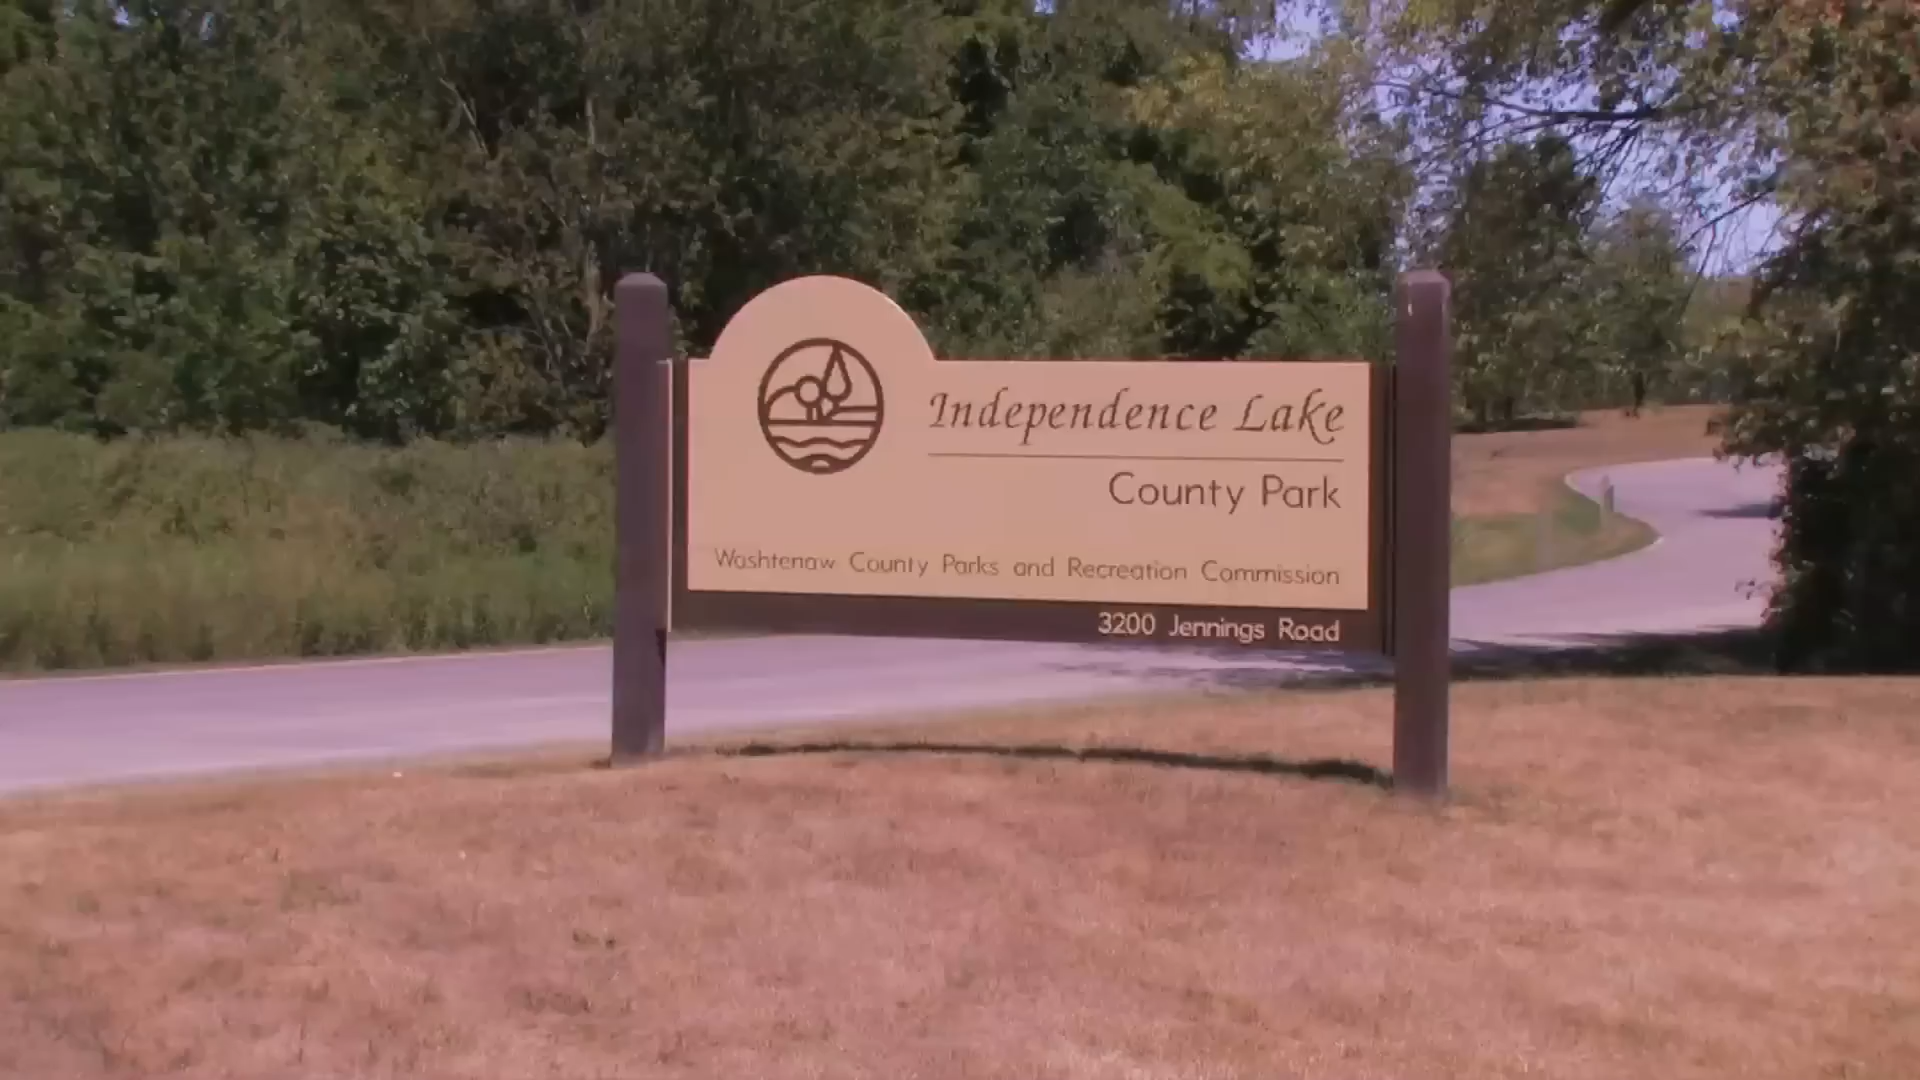 Independence Lake
County Park
Washtenaw County Parks and Recreation Commission
3200 Jennings Road